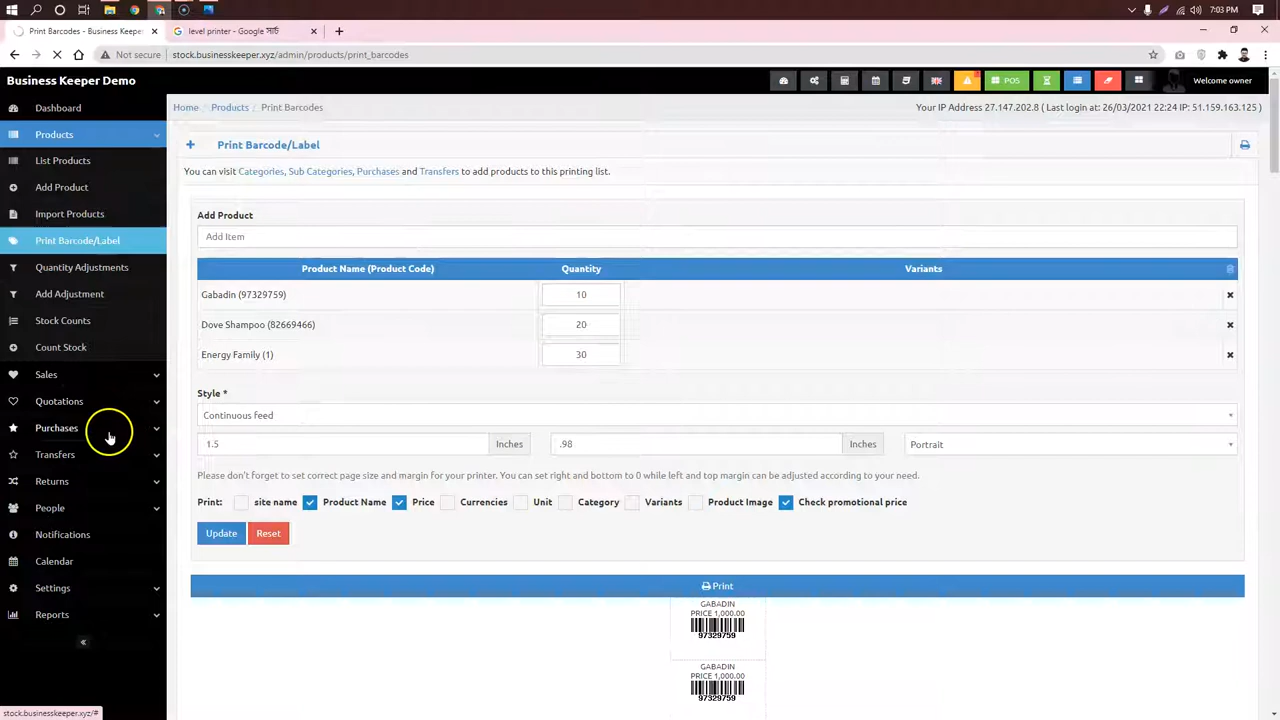 7:03 PM
Print Barcodes - Business Keeper
level printer - Google সার্চ
Not secure
stock.businesskeeper.xyz/admin/products/print_barcodes
Business Keeper Demo
POS
Welcome owner
Dashboard
Products
List Products
Add Product
Import Products
Print Barcode/Label
Quantity Adjustments
Add Adjustment
Stock Counts
Count Stock
Sales
Quotations
Purchases
Transfers
Returns
People
Notifications
Calendar
Settings
Reports
stock.businesskeeper.xyz/#
Home / Products / Print Barcodes
Your IP Address 27.147.202.8 ( Last login at: 26/03/2021 22:24 IP: 51.159.163.125 )
Print Barcode/Label
You can visit Categories, Sub Categories, Purchases and Transfers to add products to this printing list.
Add Product
Add Item
Product Name (Product Code) Quantity Variants
Gabadin (97329759) 10
Dove Shampoo (82669466) 20
Energy Family (1) 30
Style *
Continuous feed
1.5 Inches .98 Inches Portrait
Please don't forget to set correct page size and margin for your printer. You can set right and bottom to 0 while left and top margin can be adjusted according to your need.
Print: site name Product Name Price Currencies Unit Category Variants Product Image Check promotional price
Update Reset
Print
GABADIN
PRICE 1,000.00
97329759
GABADIN
PRICE 1,000.00
97329759